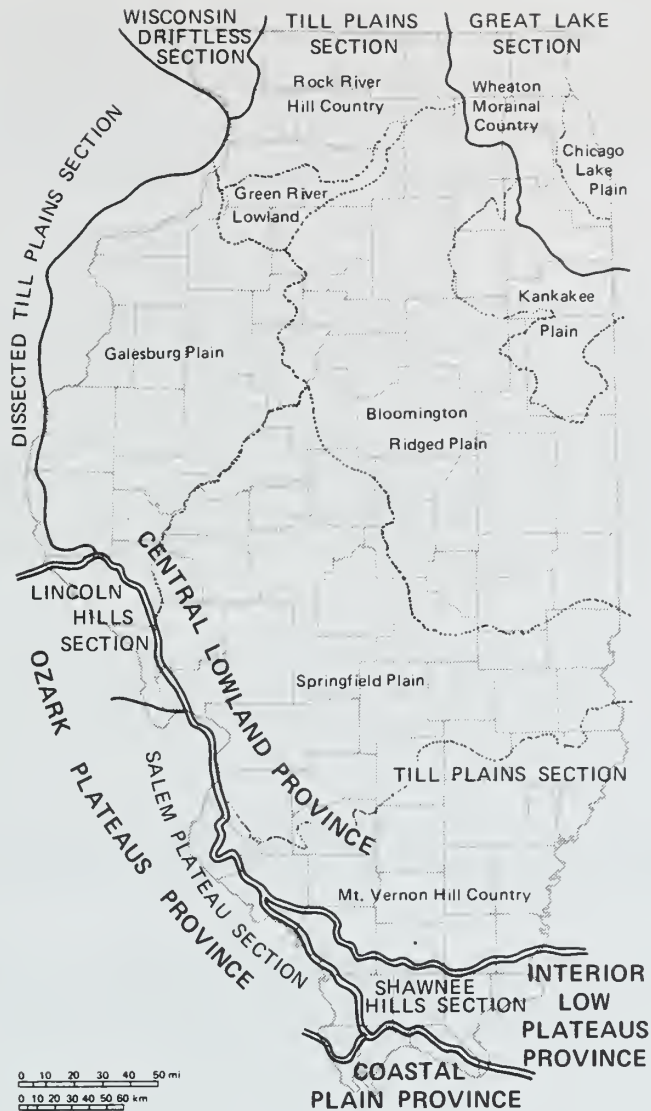 WISCONSIN
DRIFTLESS
SECTION
TILL PLAINS
SECTION
GREAT LAKE
SECTION
Rock River
Hill Country
Wheaton
Morainal
Country
Chicago
Lake
Plain
DISSECTED TILL PLAINS SECTION
Green River
Lowland
Kankakee
Plain
Galesburg Plain
Bloomington
Ridged Plain
CENTRAL LOWLAND PROVINCE
LINCOLN
HILLS
SECTION
OZARK PLATEAUS PROVINCE
Springfield Plain
SALEM PLATEAU SECTION
TILL PLAINS SECTION
Mt. Vernon Hill Country
SHAWNEE
HILLS SECTION
INTERIOR
LOW
PLATEAUS
PROVINCE
COASTAL
PLAIN PROVINCE
0 10 20 30 40 50 mi
0 10 20 30 40 50 60 km